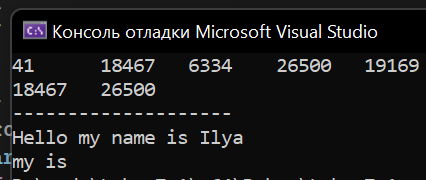 Консоль отладки Microsoft Visual Studio
41 18467 6334 26500 19169
18467 26500
--------------------
Hello my name is Ilya
my is